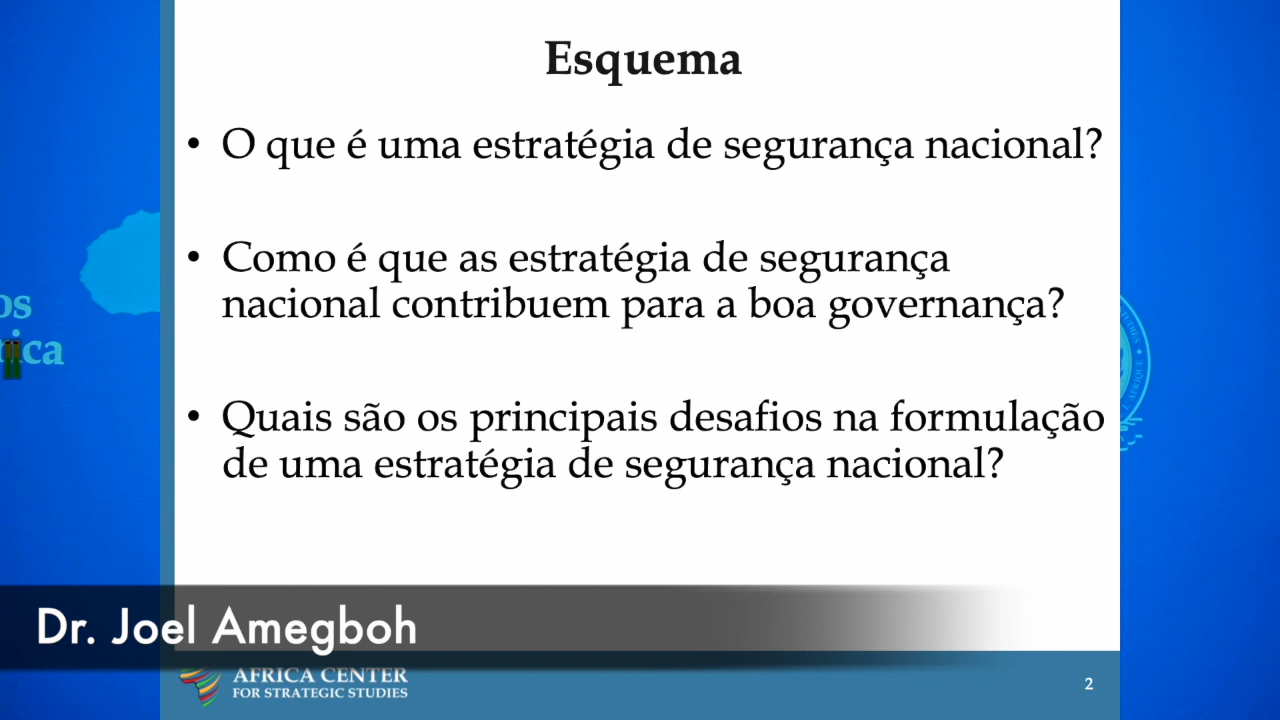 Esquema
• O que é uma estratégia de segurança nacional?
• Como é que as estratégia de segurança
nacional contribuem para a boa governança?
• Quais são os principais desafios na formulação
de uma estratégia de segurança nacional?
os
ica
Dr. Joel Amegboh
AFRICA CENTER
FOR STRATEGIC STUDIES
2